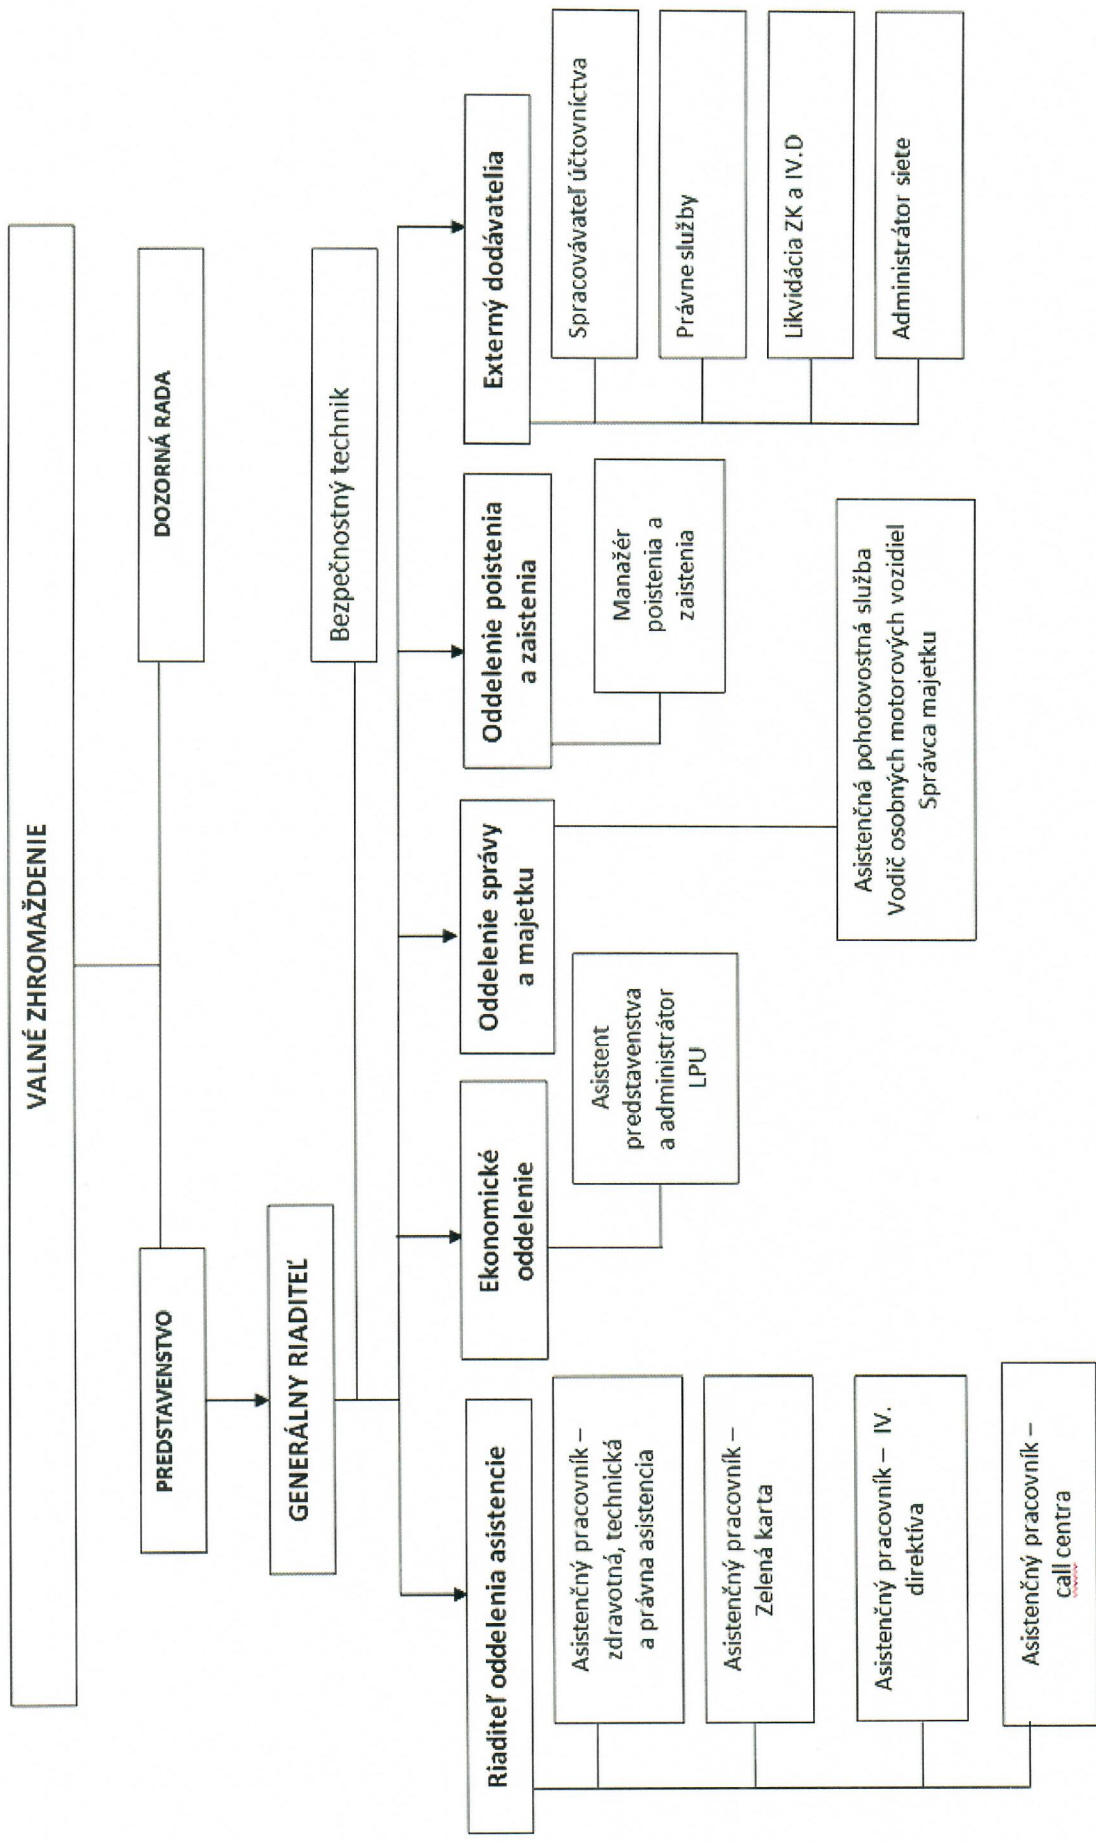 VALNÉ ZHROMAŽDENIE
PREDSTAVENSTVO
DOZORNÁ RADA
GENERÁLNY RIADITEĽ
Bezpečnostný technik
Riaditeľ oddelenia asistencie
Asistenčný pracovník –
zdravotná, technická
a právna asistencia
Asistenčný pracovník –
Zelená karta
Asistenčný pracovník – IV.
direktíva
Asistenčný pracovník –
call centra
Ekonomické
oddelenie
Asistent
predstavenstva
a administrátor
LPU
Oddelenie správy
a majetku
Asistenčná pohotovostná služba
Vodič osobných motorových vozidiel
Správca majetku
Oddelenie poistenia
a zaistenia
Manažér
poistenia a
zaistenia
Externý dodávatelia
Spracovávateľ účtovníctva
Právne služby
Likvidácia ZK a IV.D
Administrátor siete